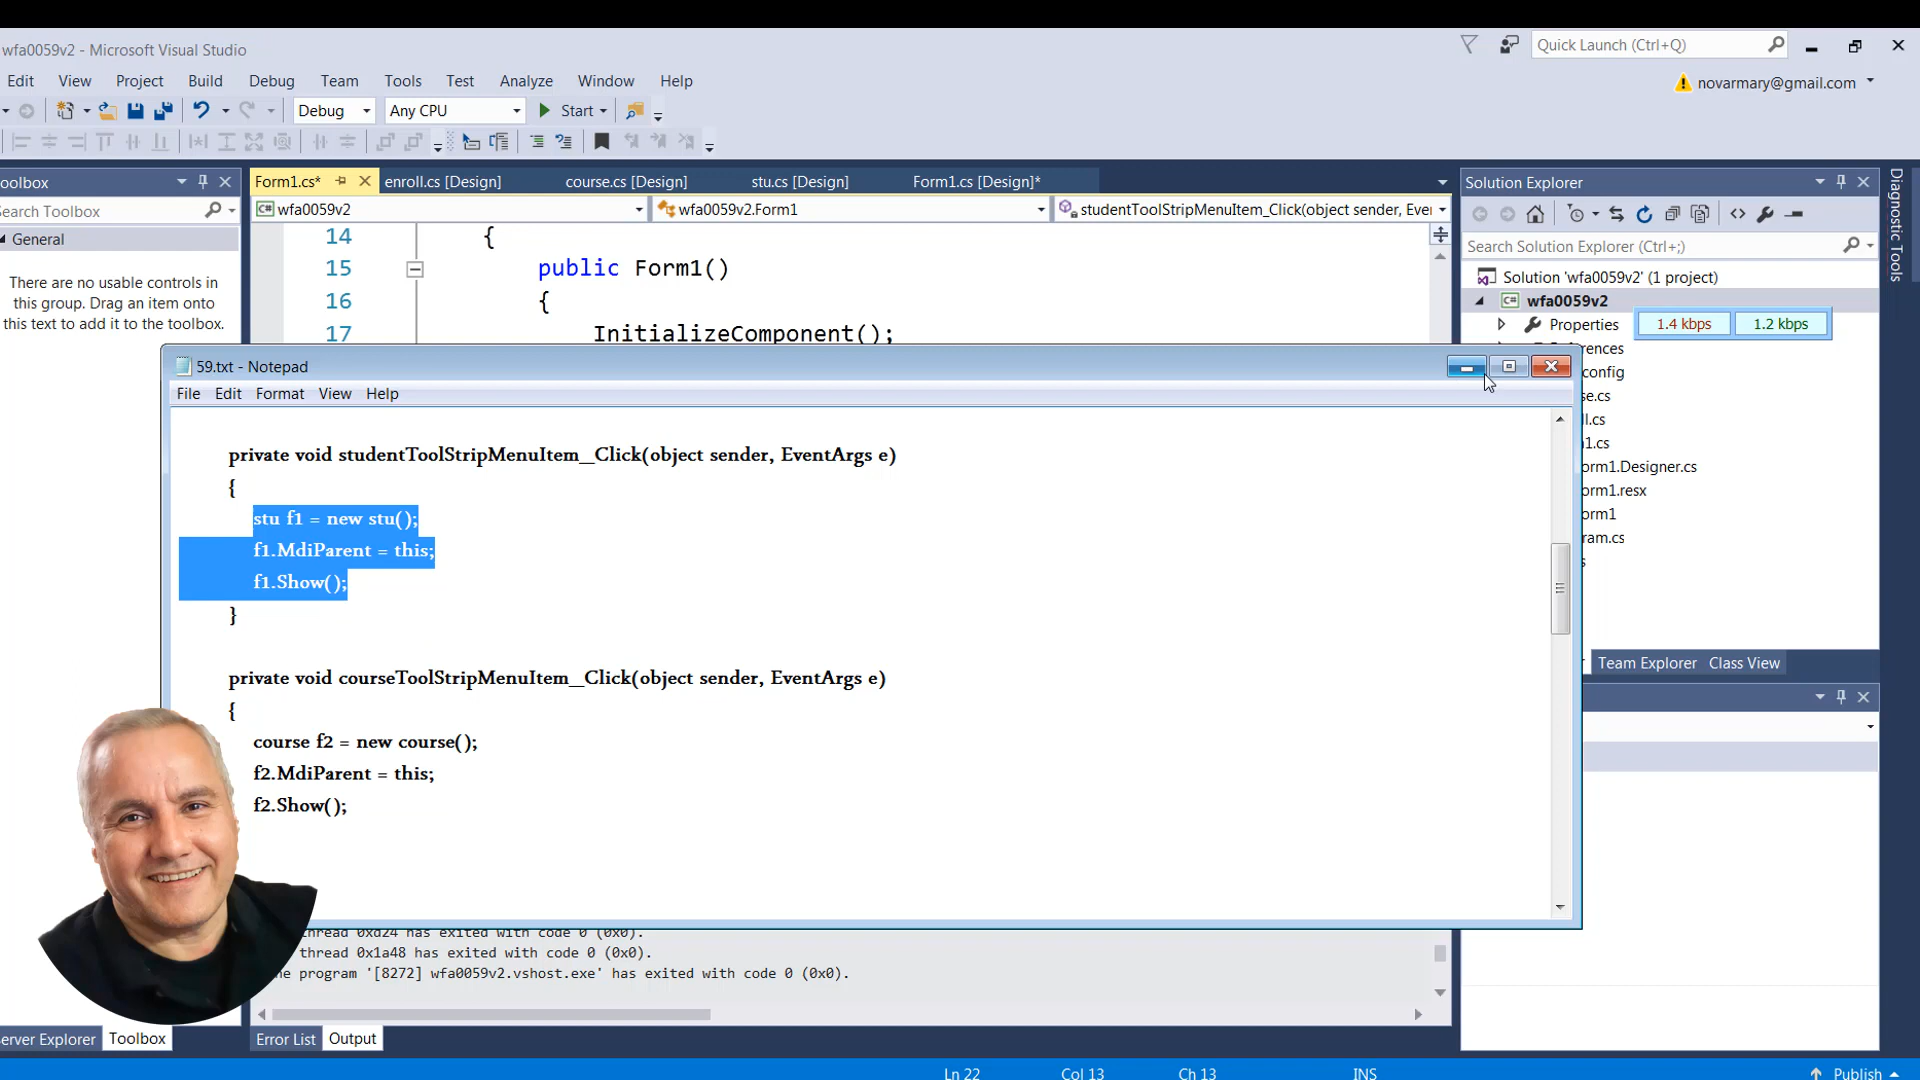 wfa0059v2 - Microsoft Visual Studio
Quick Launch (Ctrl+Q)
Edit View Project Build Debug Team Tools Test Analyze Window Help
novarmary@gmail.com
Debug Any CPU Start
oolbox
earch Toolbox
General
There are no usable controls in
this group. Drag an item onto
this text to add it to the toolbox.
Form1.cs* enroll.cs [Design] course.cs [Design] stu.cs [Design] Form1.cs [Design]*
wfa0059v2 wfa0059v2.Form1 studentToolStripMenuItem_Click(object sender, Eve
14 {
15 public Form1()
16 {
17 InitializeComponent();
Solution Explorer
Search Solution Explorer (Ctrl+;)
Solution 'wfa0059v2' (1 project)
wfa0059v2
Properties
1.4 kbps 1.2 kbps
erences
config
se.cs
ll.cs
m1.cs
orm1.Designer.cs
orm1.resx
orm1
ram.cs
s
Diagnostic Tools
Team Explorer Class View
59.txt - Notepad
File Edit Format View Help
private void studentToolStripMenuItem_Click(object sender, EventArgs e)
{
stu f1 = new stu();
f1.MdiParent = this;
f1.Show();
}
private void courseToolStripMenuItem_Click(object sender, EventArgs e)
{
course f2 = new course();
f2.MdiParent = this;
f2.Show();
thread 0xd24 has exited with code 0 (0x0).
thread 0x1a48 has exited with code 0 (0x0).
e program '[8272] wfa0059v2.vshost.exe' has exited with code 0 (0x0).
erver Explorer Toolbox
Error List Output
Ln 22 Col 13 Ch 13 INS
Publish